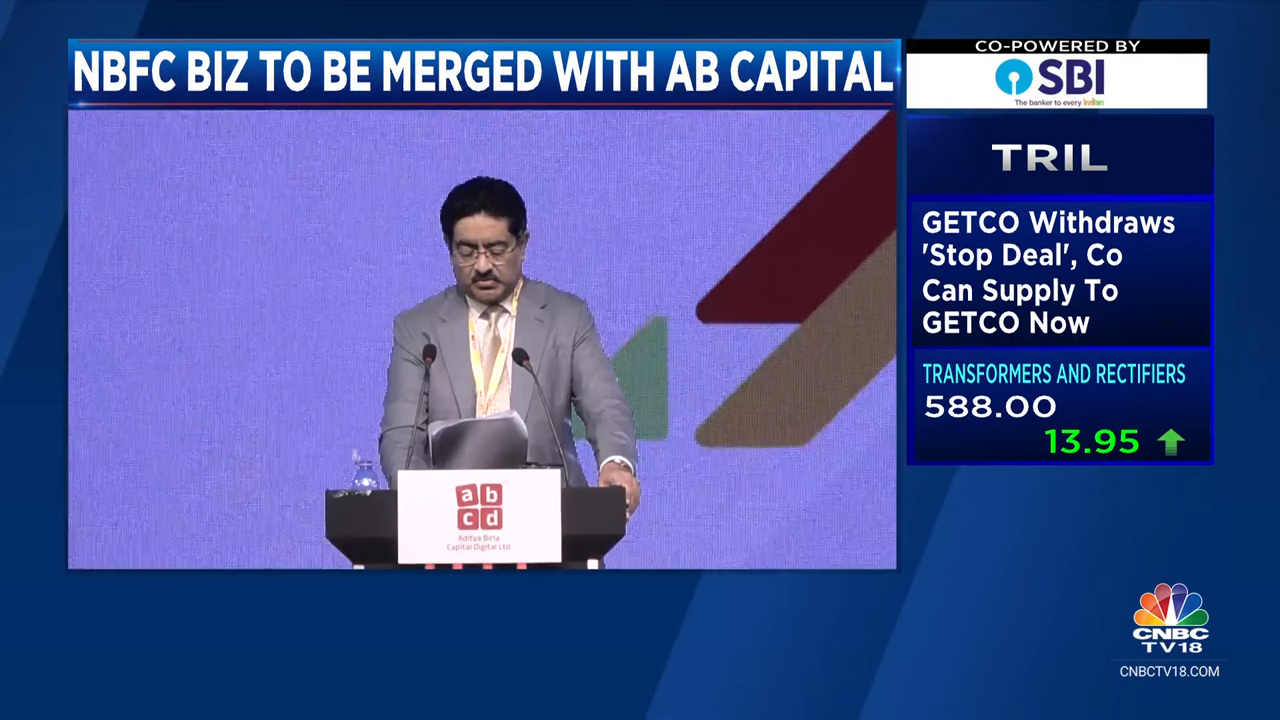 NBFC BIZ TO BE MERGED WITH AB CAPITAL
CO-POWERED BY
SBI
The banker to every Indian
TRIL
GETCO Withdraws
'Stop Deal', Co
Can Supply To
GETCO Now
TRANSFORMERS AND RECTIFIERS
588.00
13.95
a b
c d
Aditya Birla
Capital Digital Ltd
CNBC
TV18
CNBCTV18.COM